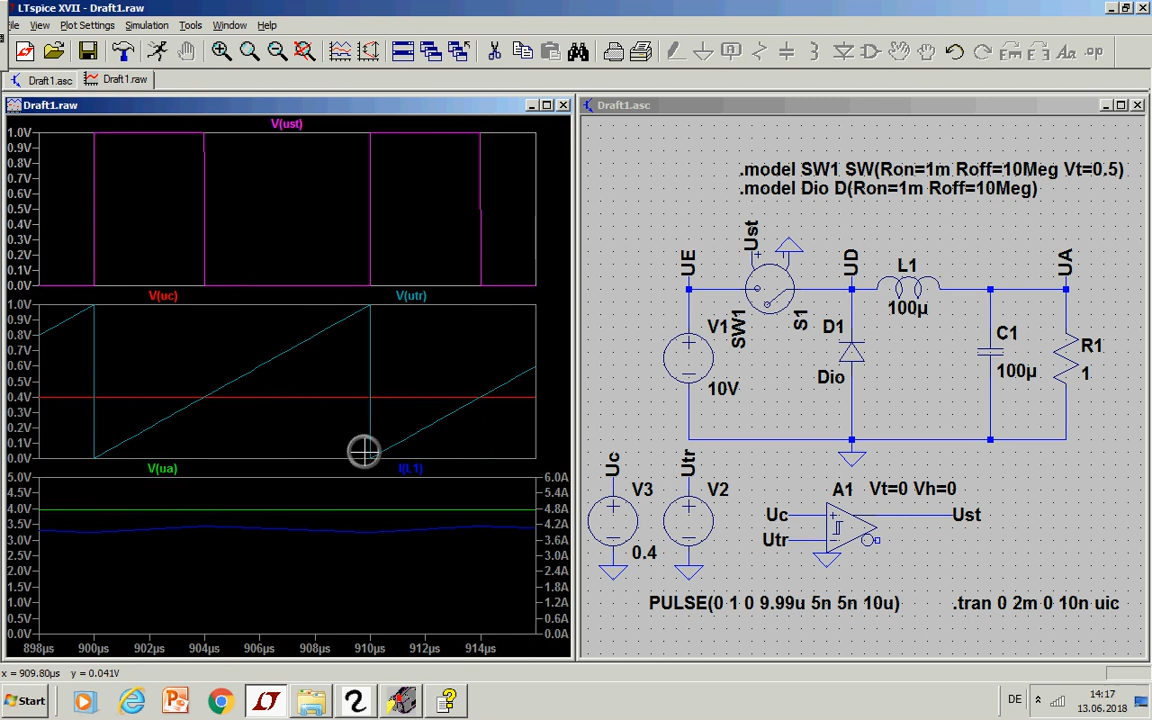 LTspice XVII - Draft1.raw
File View Plot Settings Simulation Tools Window Help
Draft1.asc Draft1.raw
Draft1.raw
V(ust)
1.0V
0.9V
0.8V
0.7V
0.6V
0.5V
0.4V
0.3V
0.2V
0.1V
0.0V
V(uc) V(utr)
1.0V
0.9V
0.8V
0.7V
0.6V
0.5V
0.4V
0.3V
0.2V
0.1V
0.0V
V(ua) I(L1)
5.0V 6.0A
4.5V 5.4A
4.0V 4.8A
3.5V 4.2A
3.0V 3.6A
2.5V 3.0A
2.0V 2.4A
1.5V 1.8A
1.0V 1.2A
0.5V 0.6A
0.0V 0.0A
898µs 900µs 902µs 904µs 906µs 908µs 910µs 912µs 914µs
Draft1.asc
.model SW1 SW(Ron=1m Roff=10Meg Vt=0.5)
.model Dio D(Ron=1m Roff=10Meg)
UE
Ust
UD
L1
100µ
UA
V1
10V
SW1
S1
D1
Dio
C1
100µ
R1
1
Uc
V3
0.4
Utr
V2
A1 Vt=0 Vh=0
Uc
Utr
Ust
PULSE(0 1 0 9.99u 5n 5n 10u) .tran 0 2m 0 10n uic
x = 909.80µs y = 0.041V
Start
DE
14:17
13.06.2018